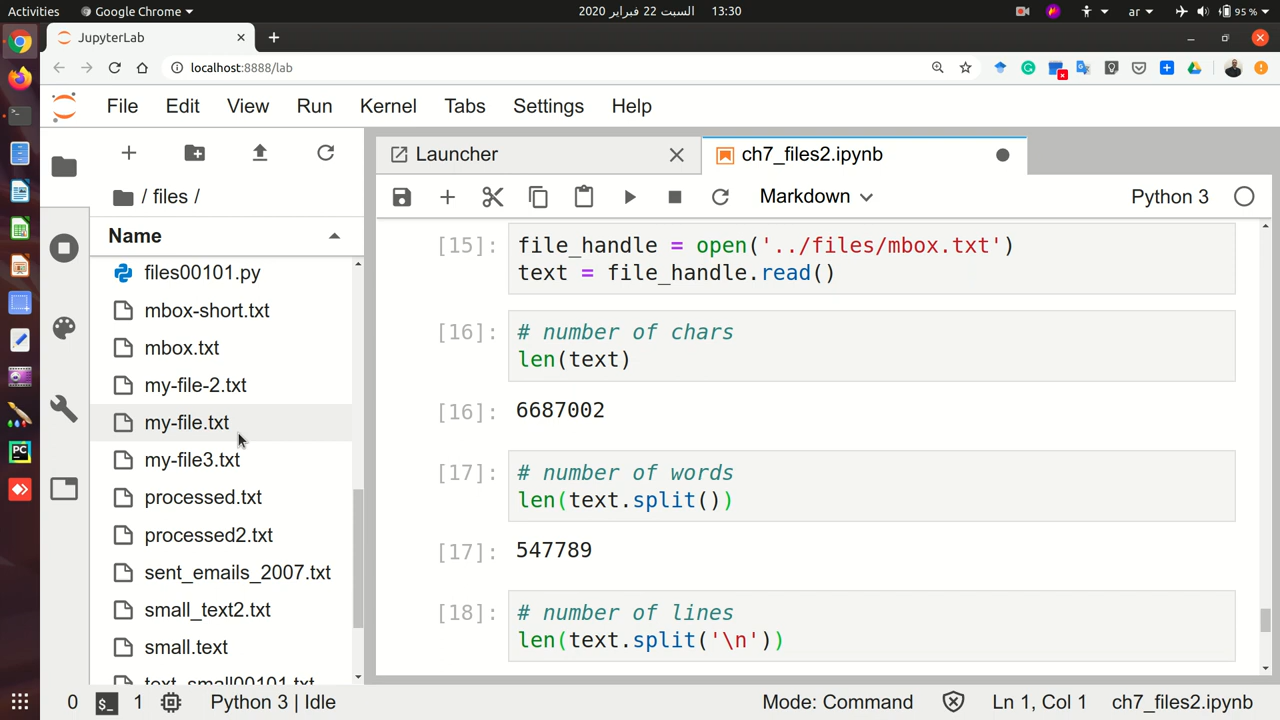 Activities
Google Chrome
السبت 22 فبراير 2020
13:30
ar
95 %
JupyterLab
localhost:8888/lab
File Edit View Run Kernel Tabs Settings Help
/ files /
Name
files00101.py
mbox-short.txt
mbox.txt
my-file-2.txt
my-file.txt
my-file3.txt
processed.txt
processed2.txt
sent_emails_2007.txt
small_text2.txt
small.text
text_small00101.txt
Launcher
ch7_files2.ipynb
Markdown
Python 3
[15]: file_handle = open('../files/mbox.txt')
text = file_handle.read()
[16]: # number of chars
len(text)
[16]: 6687002
[17]: # number of words
len(text.split())
[17]: 547789
[18]: # number of lines
len(text.split('\n'))
PC
0 $_ 1 Python 3 | Idle
Mode: Command Ln 1, Col 1 ch7_files2.ipynb